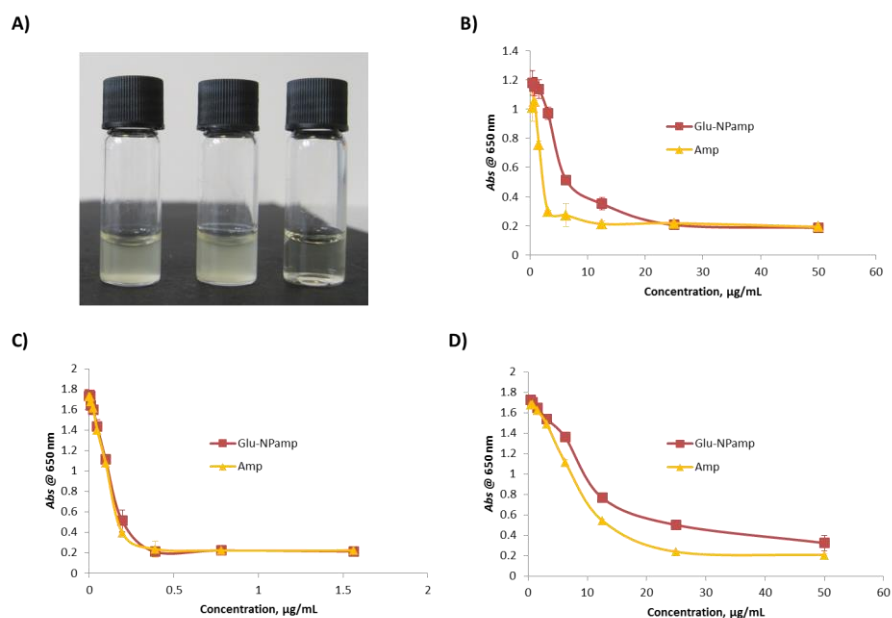 A)
B)
1.4
1.2
1
0.8
0.6
0.4
0.2
0
Abs @ 650 nm
Glu-NPamp
Amp
0 10 20 30 40 50 60
Concentration, µg/mL
C)
2
1.8
1.6
1.4
1.2
1
0.8
0.6
0.4
0.2
0
Abs @ 650 nm
Glu-NPamp
Amp
0 0.5 1 1.5 2
Concentration, µg/mL
D)
2
1.8
1.6
1.4
1.2
1
0.8
0.6
0.4
0.2
0
Abs @ 650 nm
Glu-NPamp
Amp
0 10 20 30 40 50 60
Concentration, µg/mL